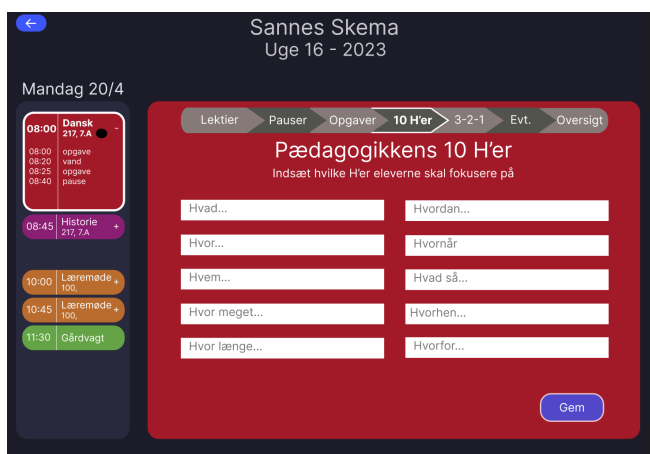 ←
Sannes Skema
Uge 16 - 2023
Mandag 20/4
08:00 Dansk -
217, 7.A
08:00 opgave
08:20 vand
08:25 opgave
08:40 pause
08:45 Historie +
217, 7.A
10:00 Læremøde +
100,
10:45 Læremøde +
100,
11:30 Gårdvagt
Lektier Pauser Opgaver 10 H'er 3-2-1 Evt. Oversigt
Pædagogikkens 10 H'er
Indsæt hvilke H'er eleverne skal fokusere på
Hvad... Hvordan...
Hvor... Hvornår
Hvem... Hvad så...
Hvor meget... Hvorhen...
Hvor længe... Hvorfor...
Gem